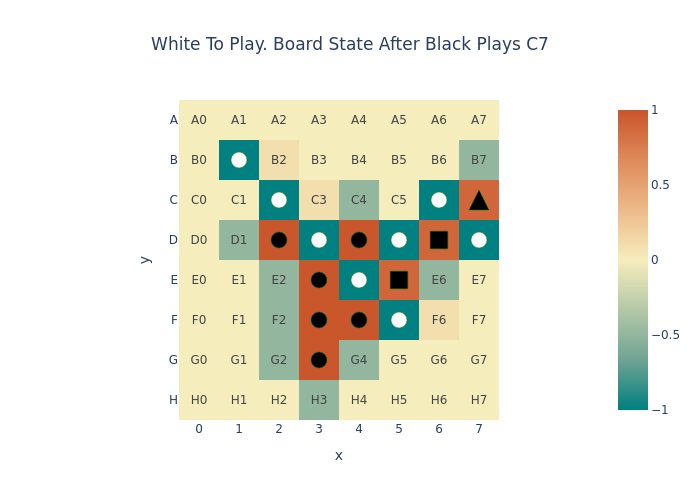 White To Play. Board State After Black Plays C7
A A0 A1 A2 A3 A4 A5 A6 A7
B B0 B2 B3 B4 B5 B6 B7
C C0 C1 C3 C4 C5
D D0 D1
E E0 E1 E2 E6 E7
F F0 F1 F2 F6 F7
G G0 G1 G2 G4 G5 G6 G7
H H0 H1 H2 H3 H4 H5 H6 H7
0 1 2 3 4 5 6 7
x
y
1
0.5
0
−0.5
−1